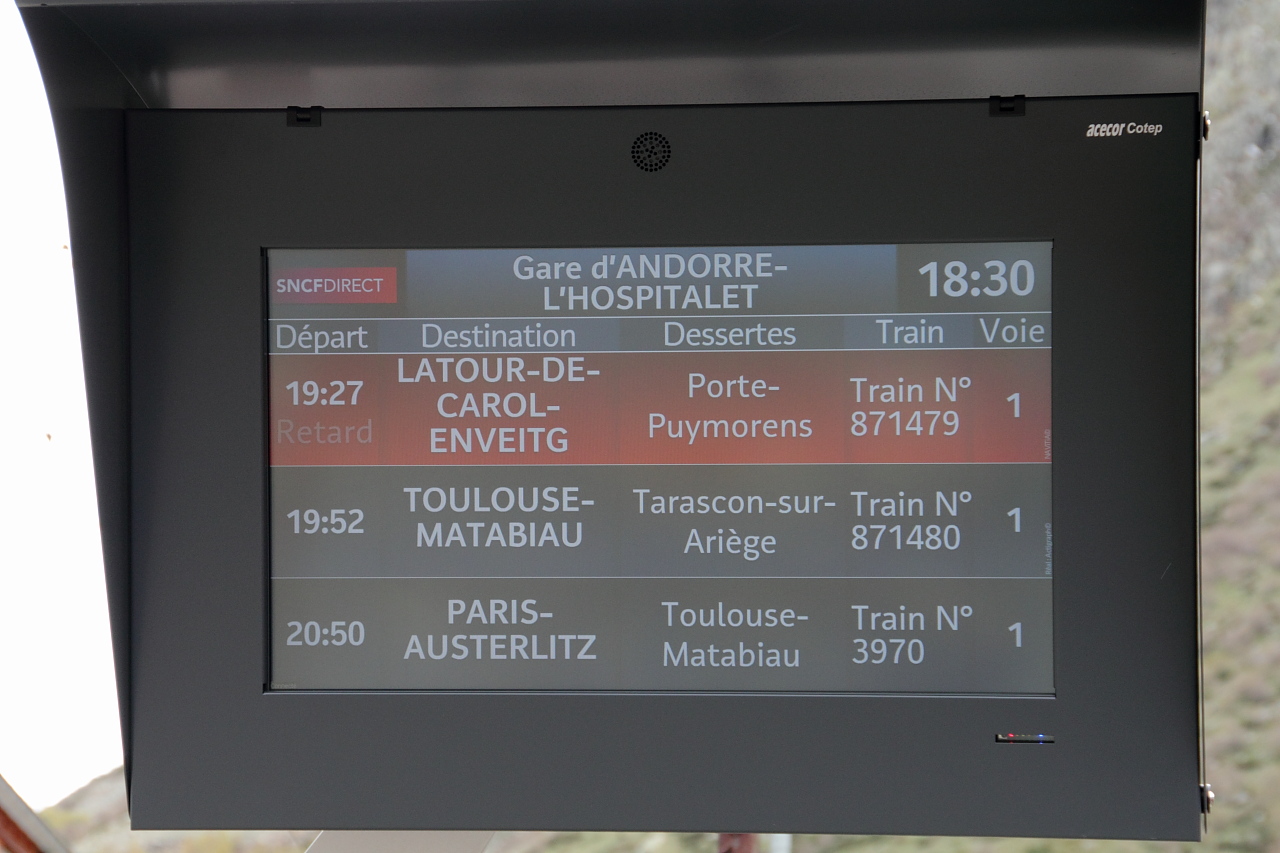 acecor Cotep
SNCFDIRECT
Gare d'ANDORRE-
L'HOSPITALET
18:30
Départ Destination Dessertes Train Voie
19:27
Retard
LATOUR-DE-
CAROL-
ENVEITG
Porte-
Puymorens
Train N°
871479
1
19:52
TOULOUSE-
MATABIAU
Tarascon-sur-
Ariège
Train N°
871480
1
20:50
PARIS-
AUSTERLITZ
Toulouse-
Matabiau
Train N°
3970
1